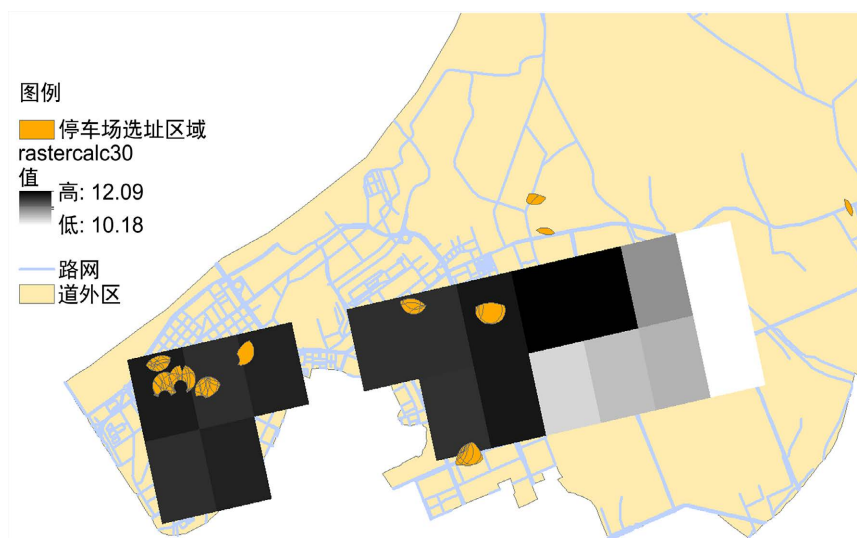 图例
停车场选址区域
rastercalc30
值
高: 12.09
低: 10.18
路网
道外区